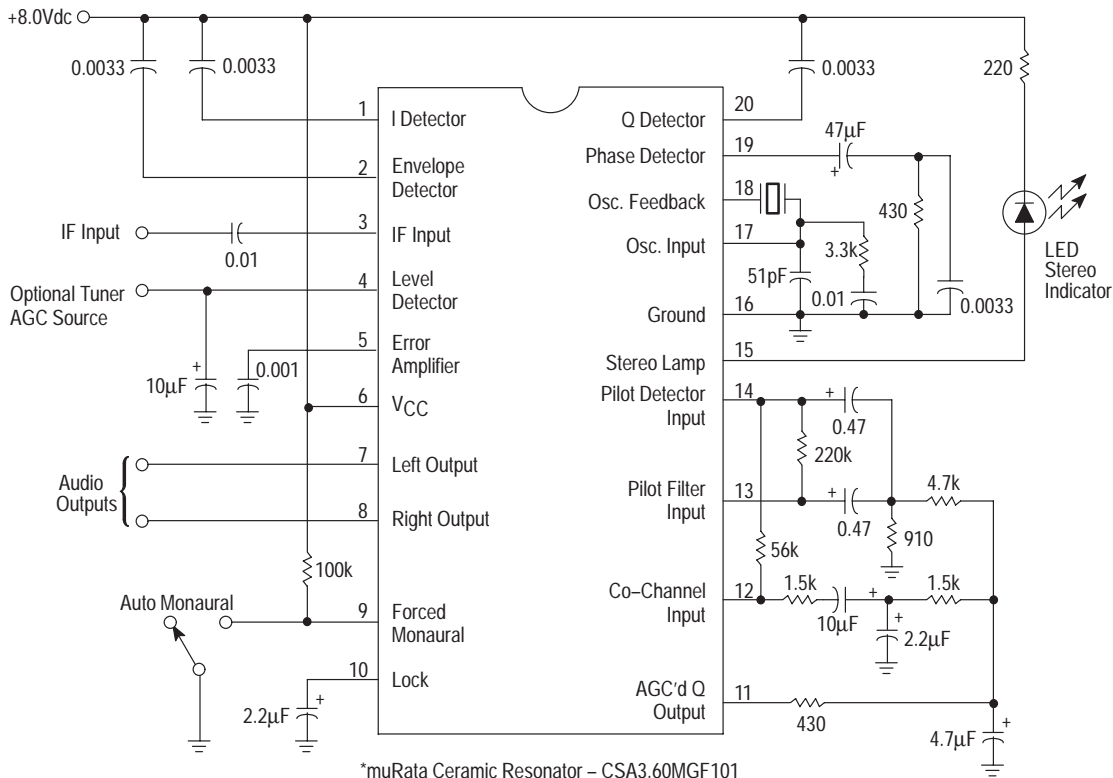 +8.0Vdc
0.0033
0.0033
0.0033
220
1
I Detector
Q Detector
20
2
Envelope
Detector
Phase Detector
19
47µF
+
IF Input
0.01
3
IF Input
Osc. Feedback
18
Osc. Input
17
3.3k
430
51pF
0.01
0.0033
LED
Stereo
Indicator
Optional Tuner
AGC Source
4
Level
Detector
Ground
16
+
10µF
0.001
5
Error
Amplifier
Stereo Lamp
15
6
VCC
Pilot Detector
Input
14
+
0.47
220k
Audio
Outputs
7
Left Output
8
Right Output
Pilot Filter
Input
13
+
0.47
4.7k
910
56k
100k
Auto Monaural
9
Forced
Monaural
Co–Channel
Input
12
1.5k
10µF
+
1.5k
+
2.2µF
10
Lock
2.2µF
+
AGC'd Q
Output
11
430
4.7µF
+
*muRata Ceramic Resonator – CSA3.60MGF101